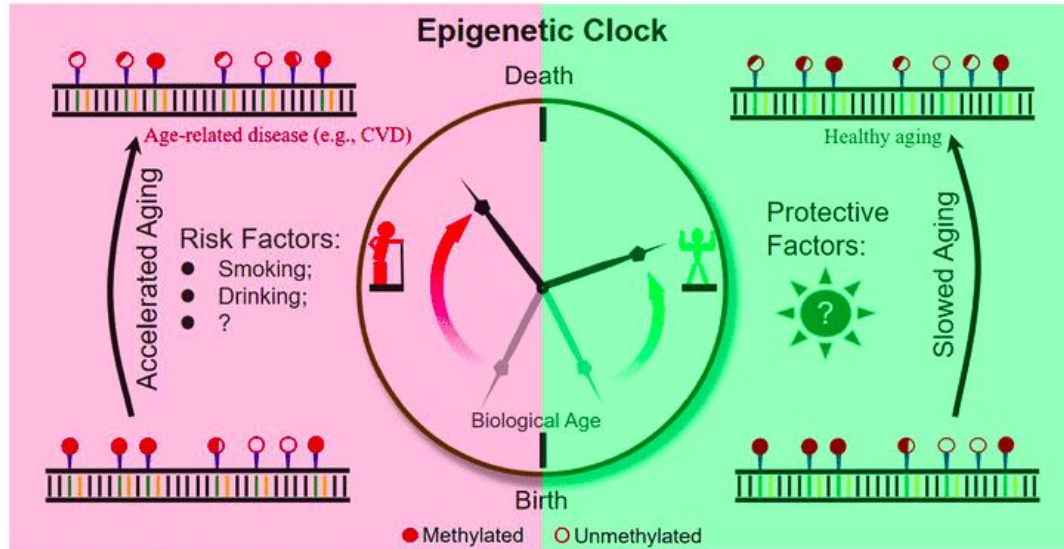 Epigenetic Clock
Death
Age-related disease (e.g., CVD)
Healthy aging
Accelerated Aging
Risk Factors:
● Smoking;
● Drinking;
● ?
Protective
Factors:
?
Slowed Aging
Biological Age
Birth
Methylated
Unmethylated